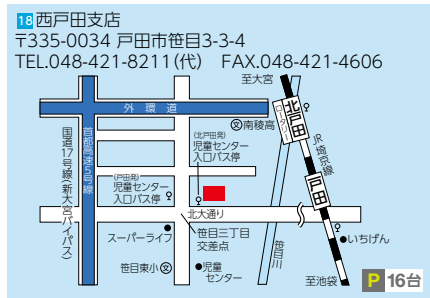 18 西戸田支店
〒335-0034 戸田市笹目3-3-4
TEL.048-421-8211(代) FAX.048-421-4606
至大宮
外環道
北戸田
ロータリー
文南稜高
JR埼京線
(北戸田発)
児童センター
入口バス停
国道17号線(新大宮バイパス)
首都高速5号線
(戸田発)
児童センター
入口バス停
戸田
北大通り
スーパーライフ
笹目三丁目
交差点
笹目川
いちげん
笹目東小文
児童
センター
至池袋
P 16台